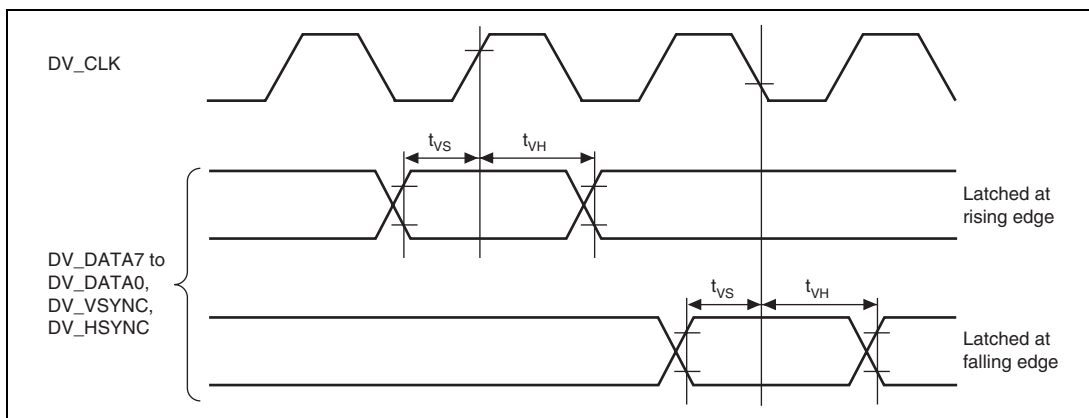 DV_CLK
tVS
tVH
Latched at
rising edge
DV_DATA7 to
DV_DATA0,
DV_VSYNC,
DV_HSYNC
tVS
tVH
Latched at
falling edge